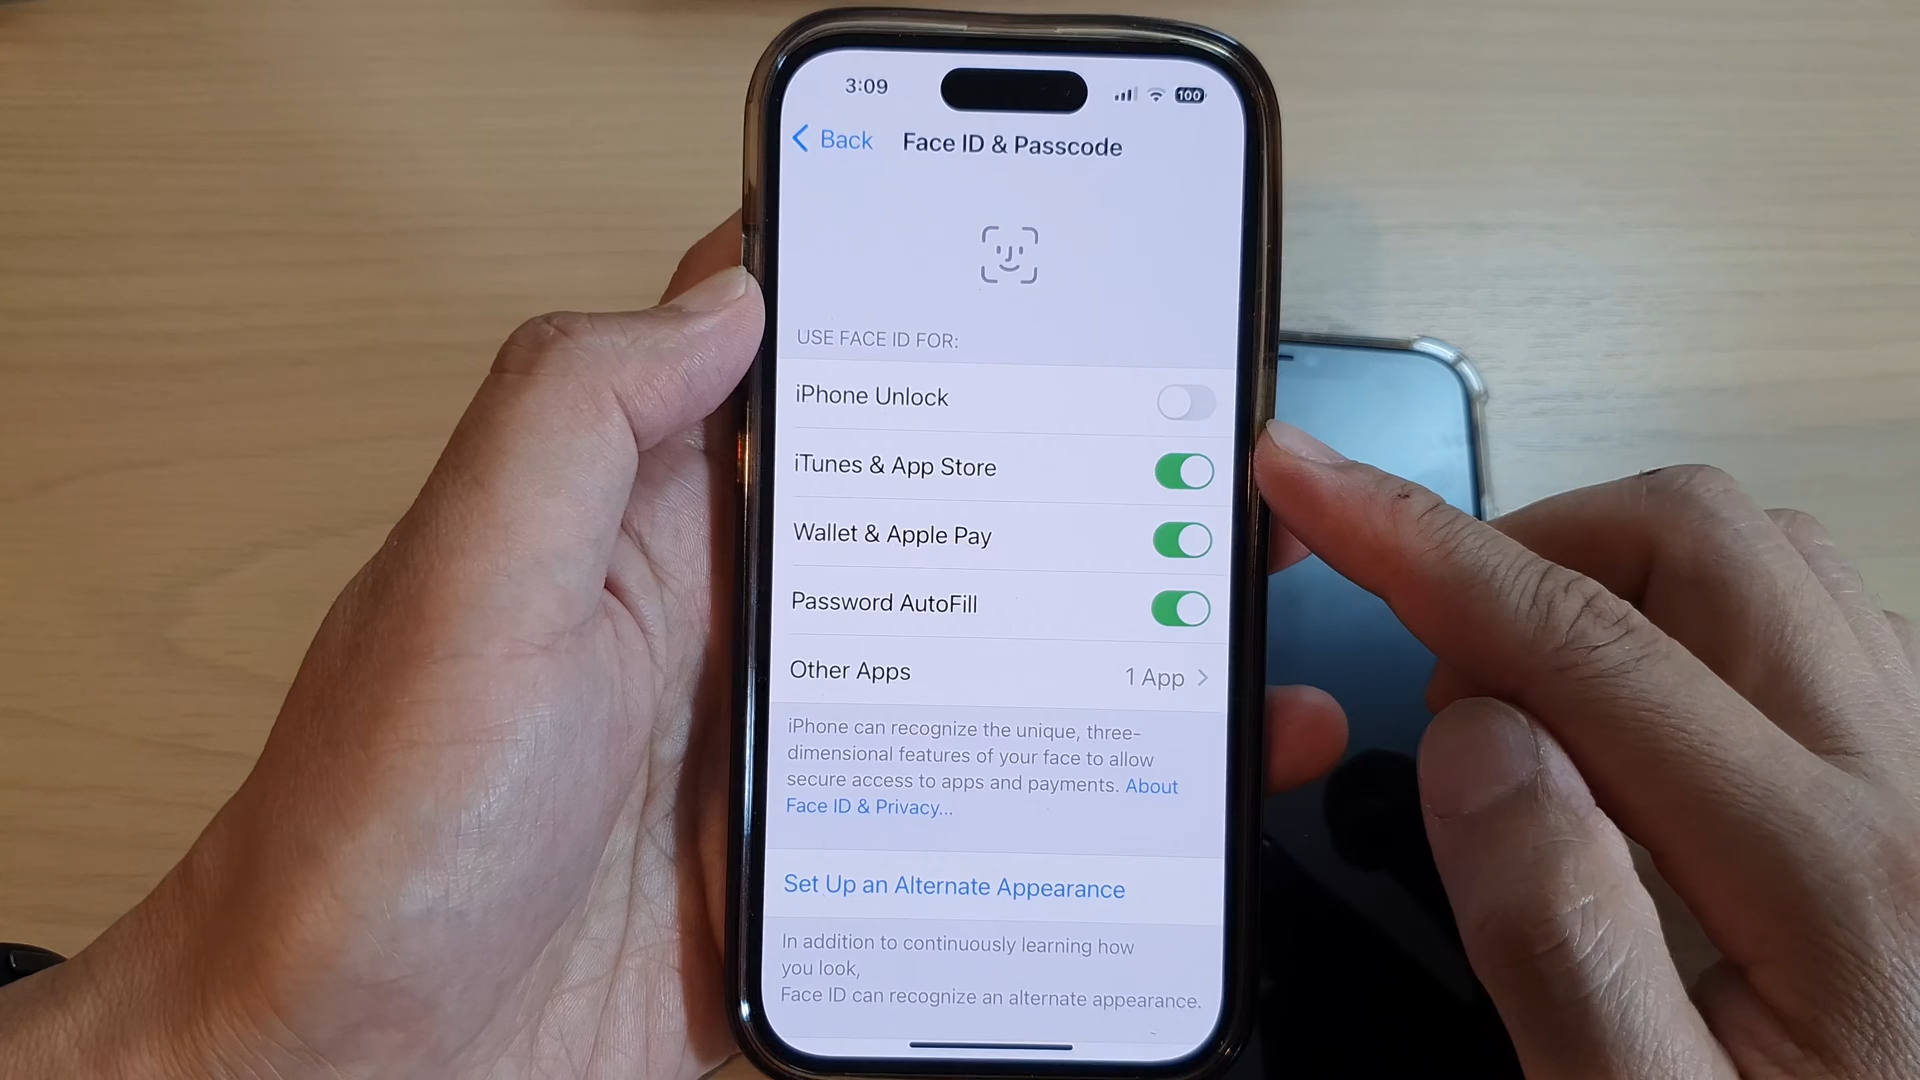 3:09
100
Back
Face ID & Passcode
USE FACE ID FOR:
iPhone Unlock
iTunes & App Store
Wallet & Apple Pay
Password AutoFill
Other Apps 1 App
iPhone can recognize the unique, three-
dimensional features of your face to allow
secure access to apps and payments. About
Face ID & Privacy...
Set Up an Alternate Appearance
In addition to continuously learning how
you look,
Face ID can recognize an alternate appearance.